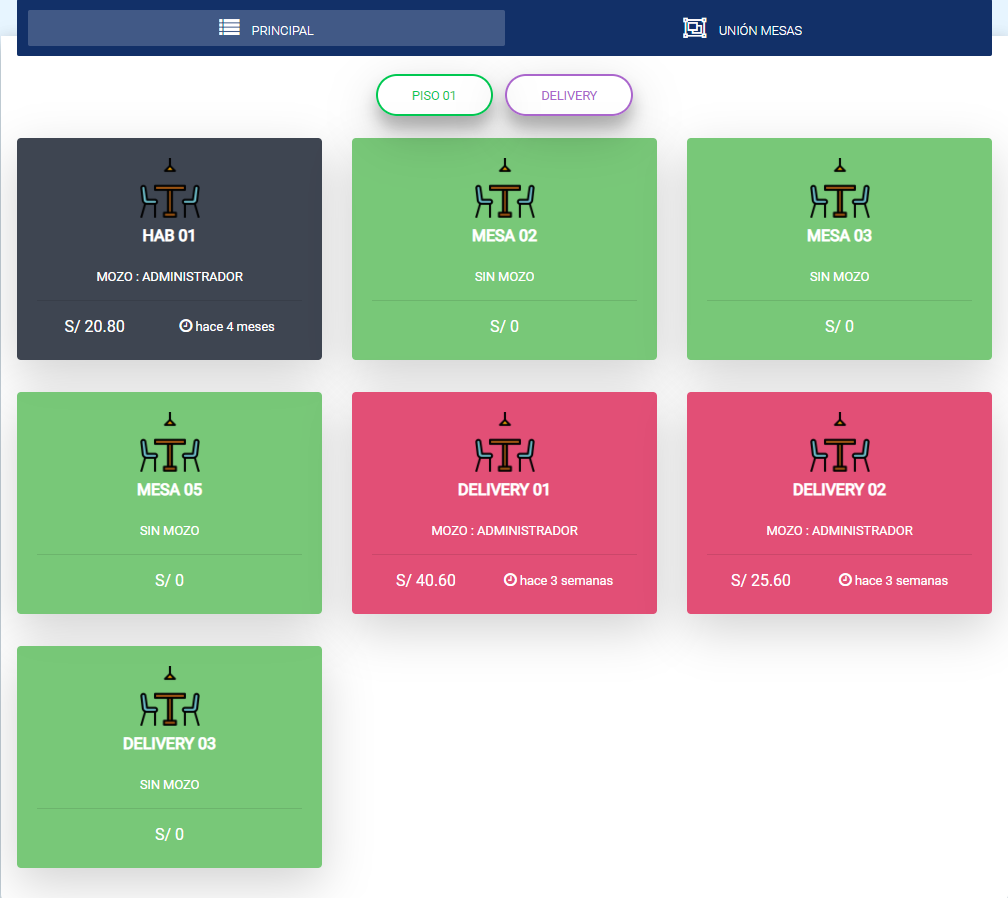 PRINCIPAL
UNIÓN MESAS
PISO 01
DELIVERY
HAB 01
MOZO : ADMINISTRADOR
S/ 20.80
hace 4 meses
MESA 02
SIN MOZO
S/ 0
MESA 03
SIN MOZO
S/ 0
MESA 05
SIN MOZO
S/ 0
DELIVERY 01
MOZO : ADMINISTRADOR
S/ 40.60
hace 3 semanas
DELIVERY 02
MOZO : ADMINISTRADOR
S/ 25.60
hace 3 semanas
DELIVERY 03
SIN MOZO
S/ 0